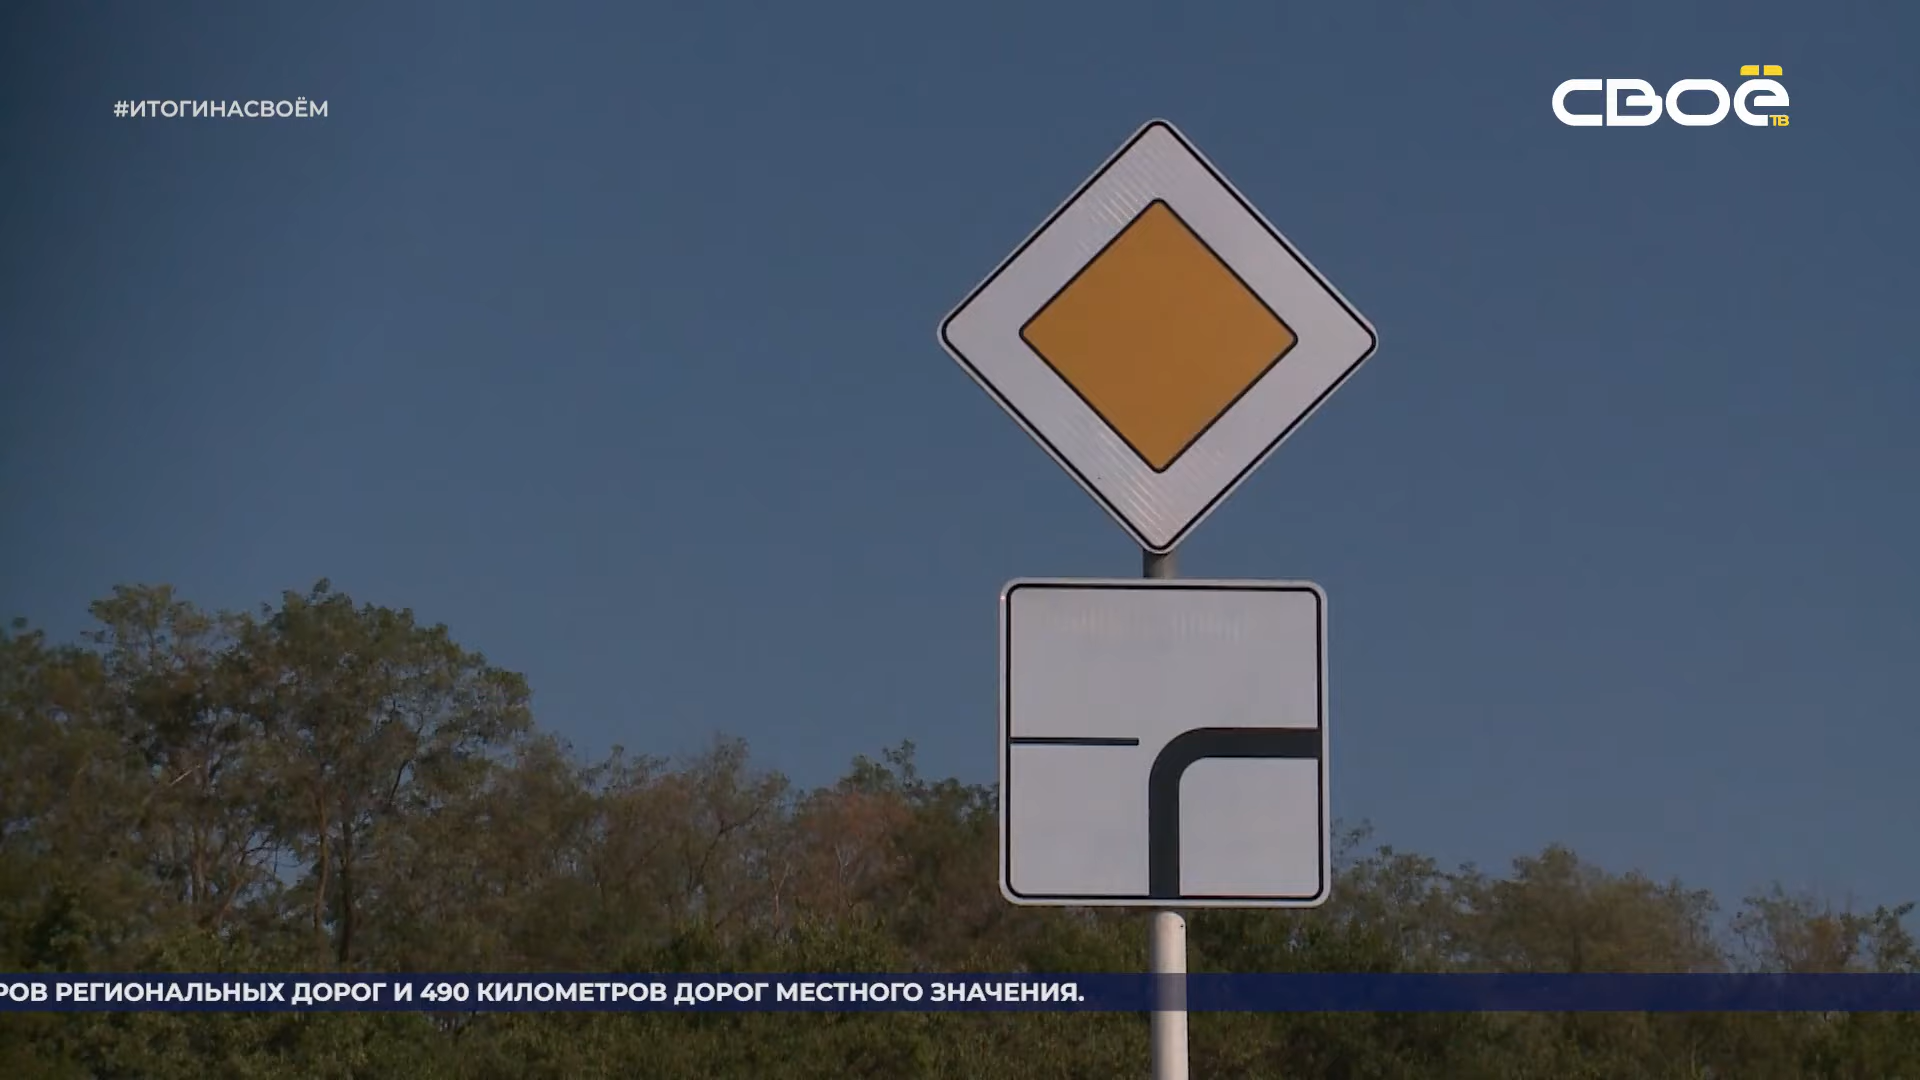 #ИТОГИНАСВОЁМ
СВОЁ
ТВ
РОВ РЕГИОНАЛЬНЫХ ДОРОГ И 490 КИЛОМЕТРОВ ДОРОГ МЕСТНОГО ЗНАЧЕНИЯ.